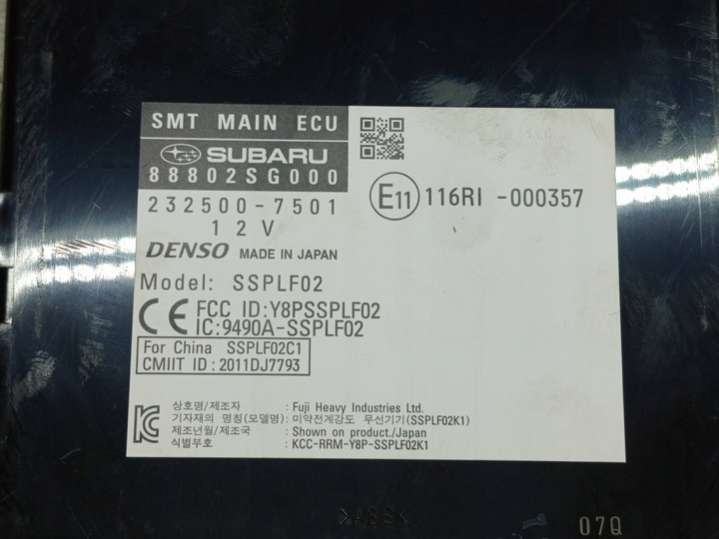 SMT MAIN ECU
SUBARU
88802SG000
232500-7501
12V
DENSO MADE IN JAPAN
E11 116RI -000357
Model: SSPLF02
CE FCC ID:Y8PSSPLF02
IC:9490A-SSPLF02
For China SSPLF02C1
CMIIT ID: 2011DJ7793
상호명/제조자 : Fuji Heavy Industries Ltd.
기자재의 명칭(모델명): 미약전계강도 무선기기(SSPLF02K1)
제조년월/제조국 : Shown on product./Japan
식별부호 : KCC-RRM-Y8P-SSPLF02K1
07Q